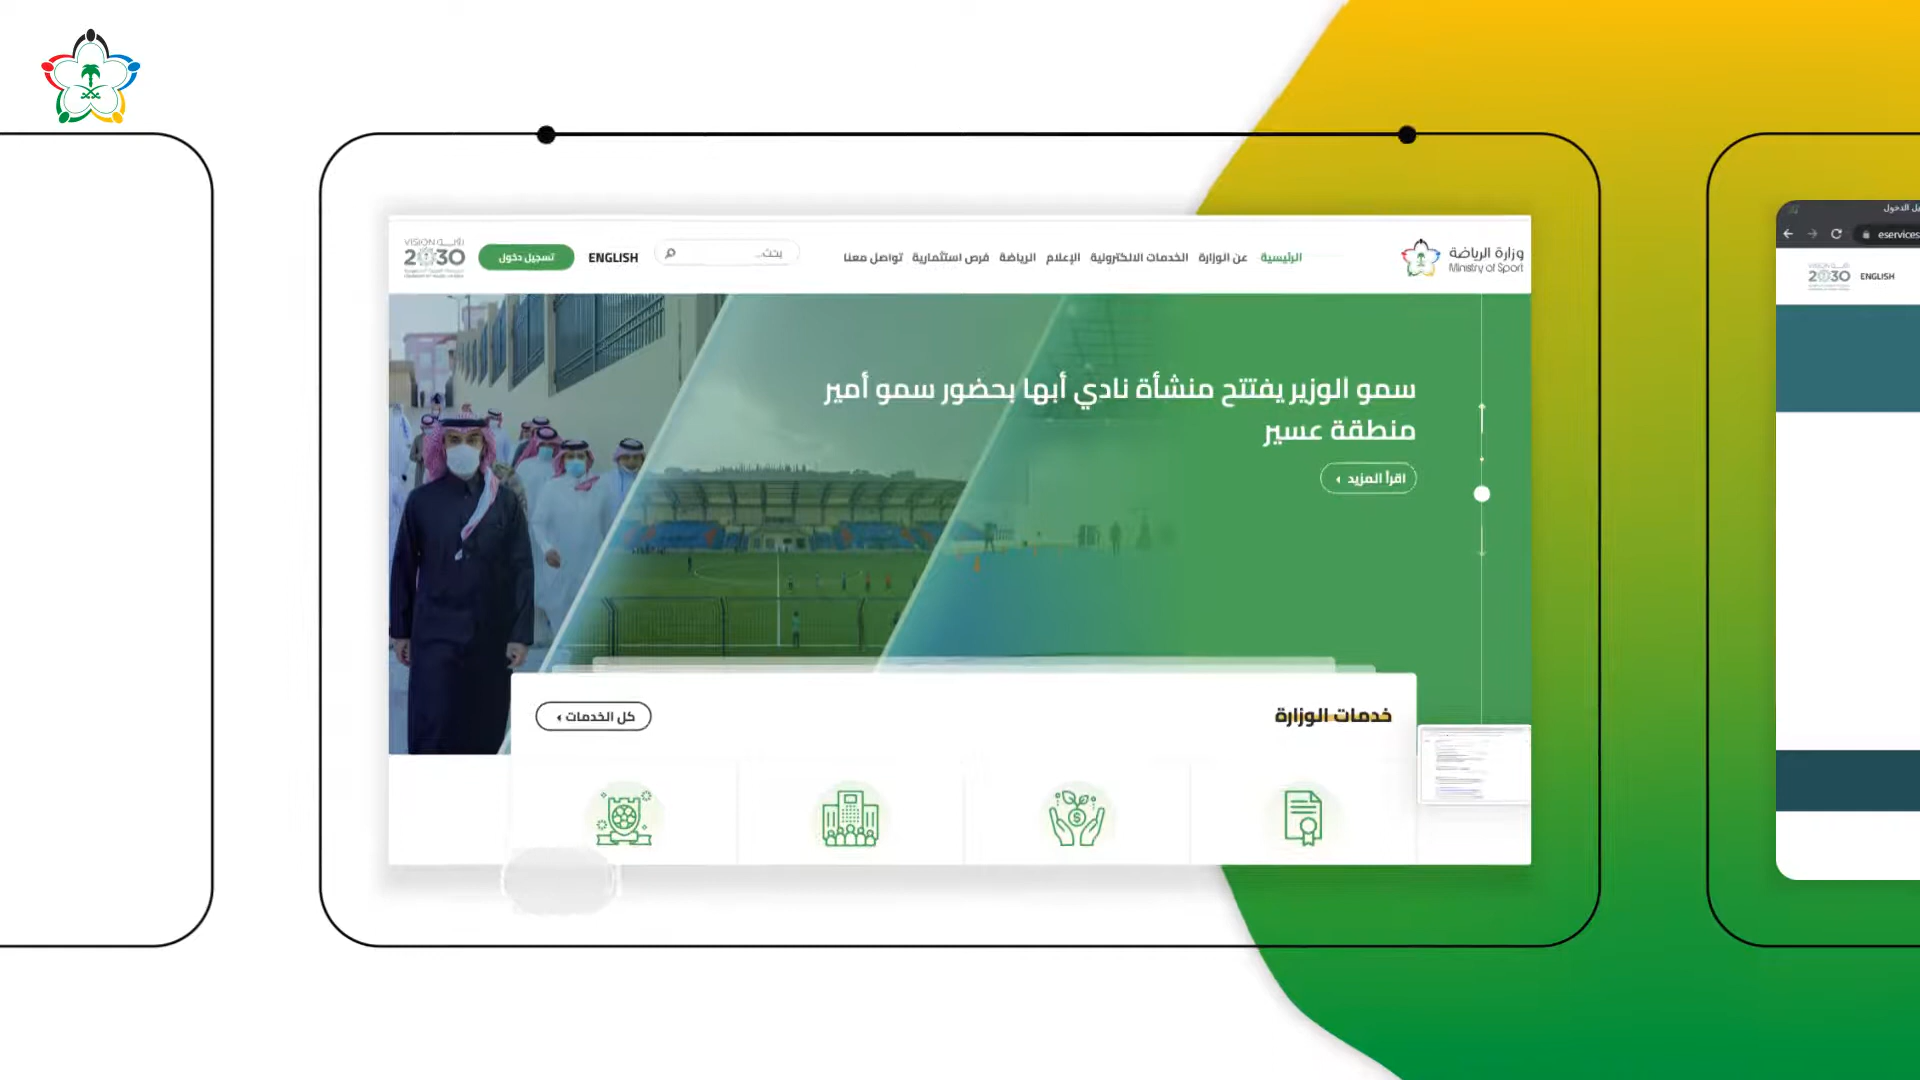 وزارة الرياضة
Ministry of Sport
الرئيسية
عن الوزارة
الخدمات الالكترونية
الإعلام
الرياضة
فرص استثمارية
تواصل معنا
يحث...
ENGLISH
تسجيل دخول
VISION رؤيــة
2030
سمو الوزير يفتتح منشأة نادي أبها بحضور سمو أمير
منطقة عسير
اقرأ المزيد
خدمات الوزارة
كل الخدمات
eservices
2030
ENGLISH